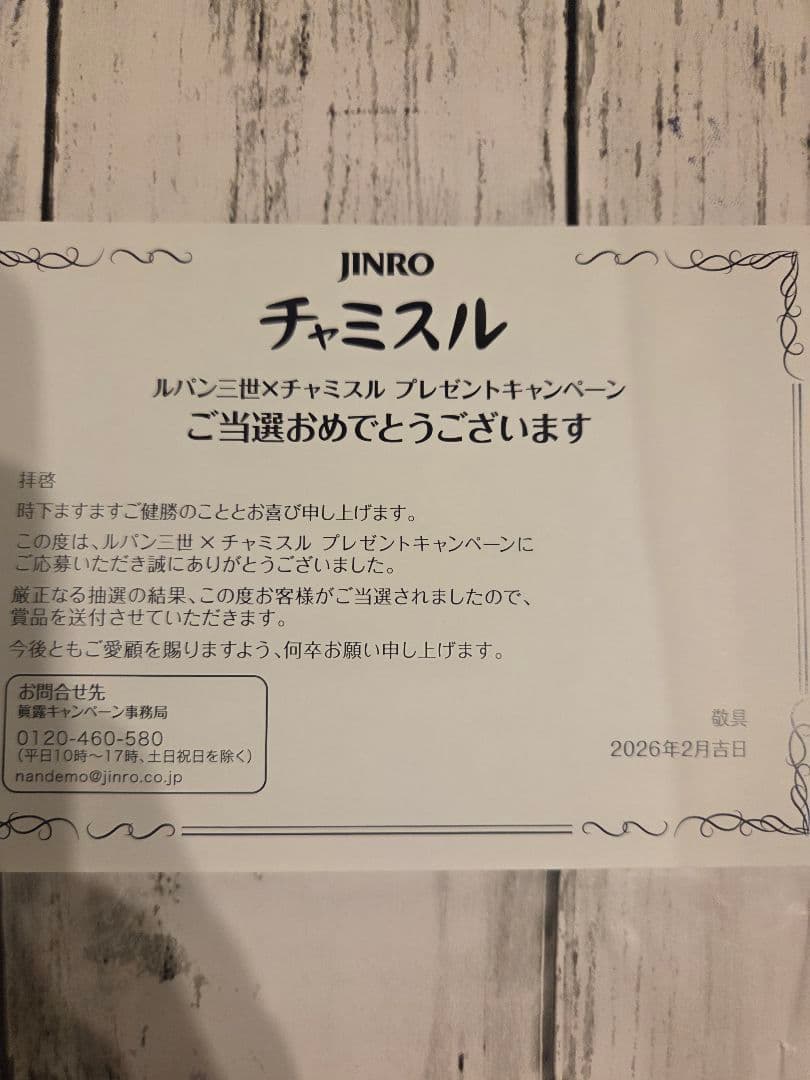 JINRO
チャミスル
ルパン三世×チャミスル プレゼントキャンペーン
ご当選おめでとうございます
拝啓
時下ますますご健勝のこととお喜び申し上げます。
この度は、ルパン三世 × チャミスル プレゼントキャンペーンに
ご応募いただき誠にありがとうございました。
厳正なる抽選の結果、この度お客様がご当選されましたので、
賞品を送付させていただきます。
今後ともご愛顧を賜りますよう、何卒お願い申し上げます。
お問合せ先
眞露キャンペーン事務局
0120-460-580
(平日10時～17時、土日祝日を除く)
nandemo@jinro.co.jp
敬具
2026年2月吉日